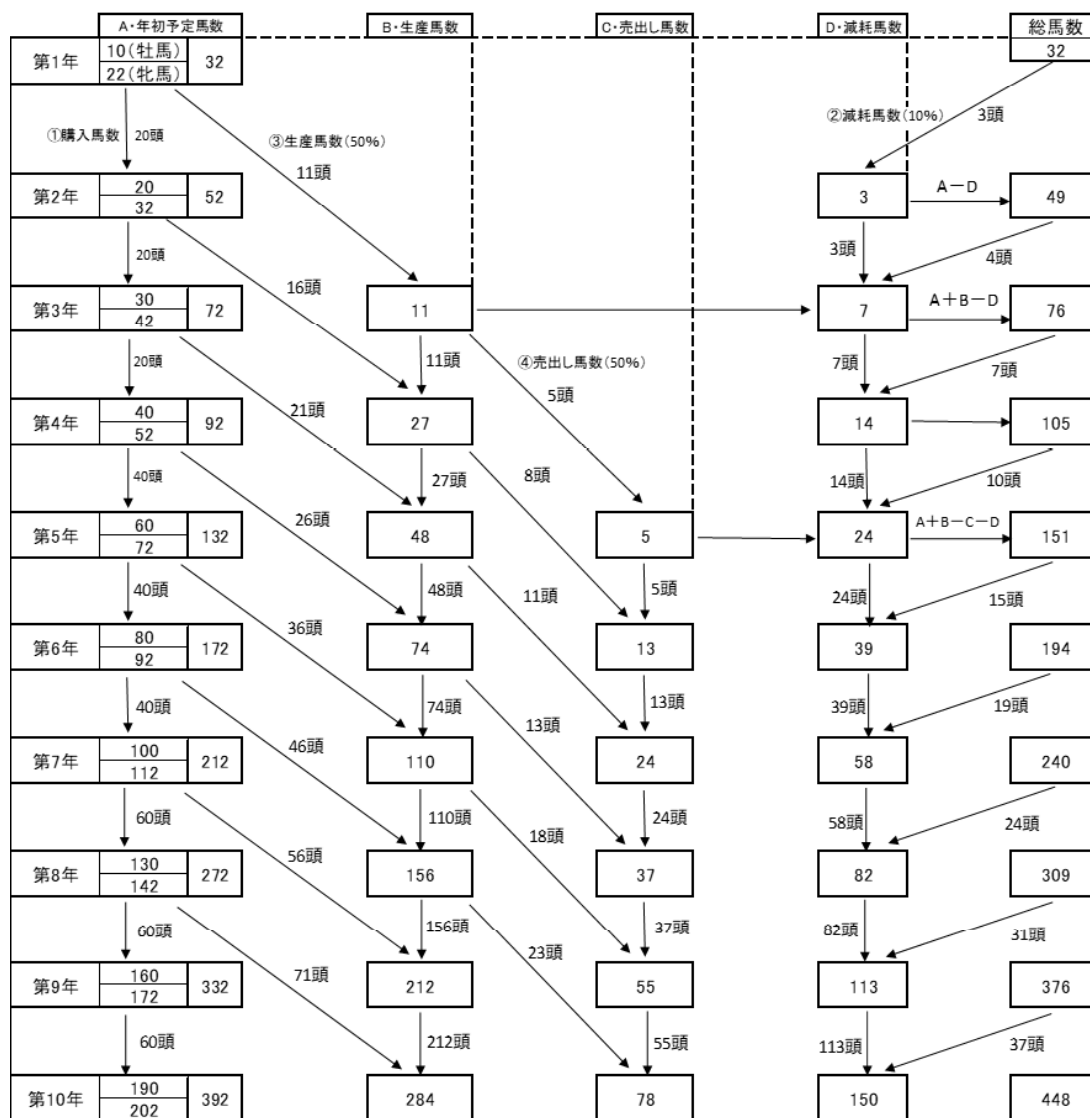 A・年初予定馬数 B・生産馬数 C・売出し馬数 D・減耗馬数 総馬数
第1年 10(牡馬) 32 32
22(牝馬)
①購入馬数 20頭 ③生産馬数(50%) ②減耗馬数(10%) 3頭
11頭
第2年 20 52 3 A－D 49
32
20頭 16頭 3頭 4頭
第3年 30 72 11 7 A＋B－D 76
42
20頭 11頭 ④売出し馬数(50%) 7頭 7頭
21頭 5頭
第4年 40 92 27 14 105
52
40頭 26頭 27頭 8頭 14頭 10頭
第5年 60 132 48 5 24 A＋B－C－D 151
72
40頭 36頭 48頭 11頭 5頭 24頭 15頭
第6年 80 172 74 13 39 194
92
40頭 46頭 74頭 13頭 13頭 39頭 19頭
第7年 100 212 110 24 58 240
112
60頭 56頭 110頭 18頭 24頭 58頭 24頭
第8年 130 272 156 37 82 309
142
60頭 71頭 156頭 23頭 37頭 82頭 31頭
第9年 160 332 212 55 113 376
172
60頭 212頭 55頭 113頭 37頭
第10年 190 392 284 78 150 448
202